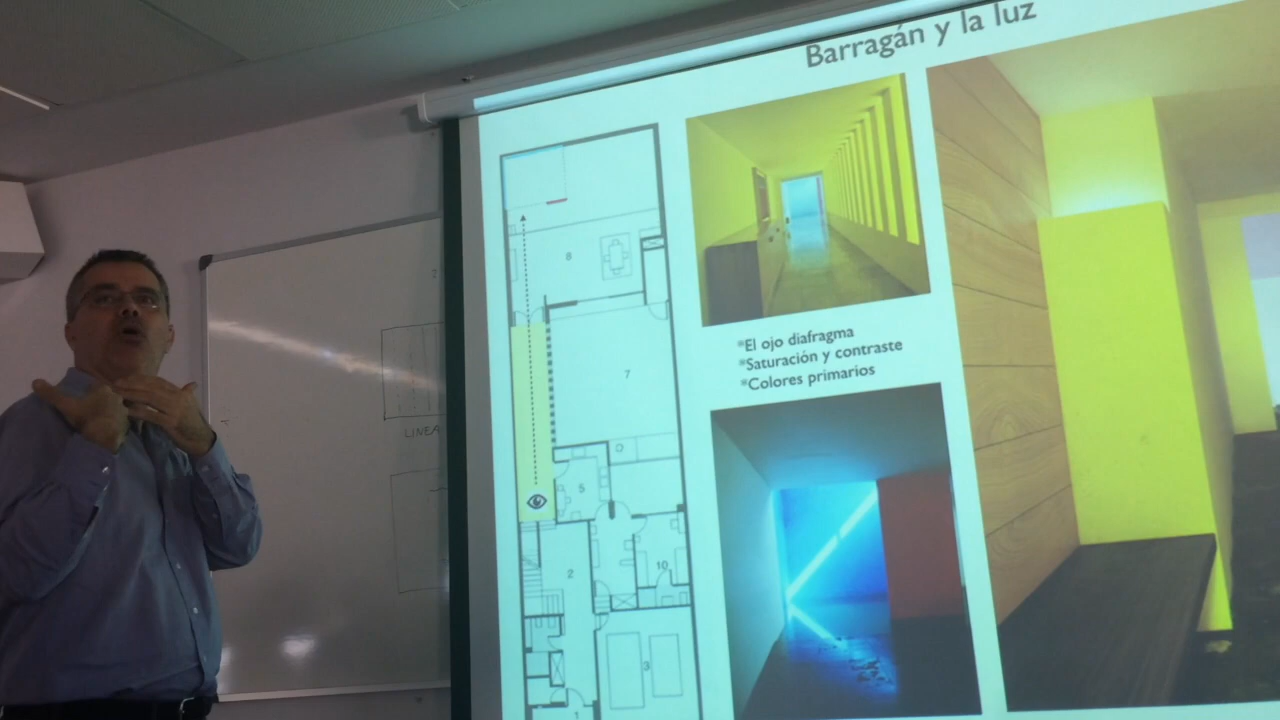 Barragán y la luz
8
*El ojo diafragma
*Saturación y contraste
*Colores primarios
7
LINEA
5
2
10
3
1